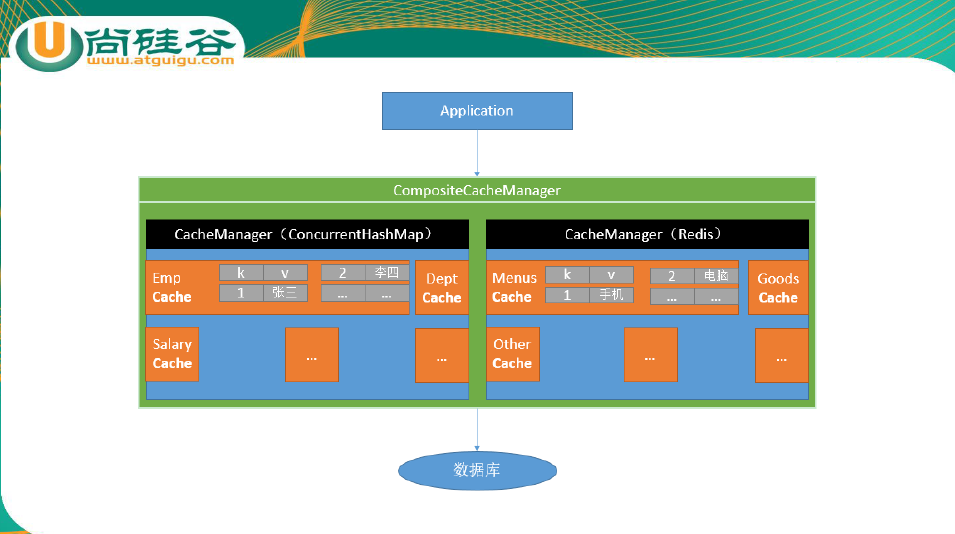 U尚硅谷
www.atguigu.com
Application
CompositeCacheManager
CacheManager（ConcurrentHashMap）
Emp
Cache
k v
1 张三
2 李四
... ...
Dept
Cache
Salary
Cache
...
...
CacheManager（Redis）
Menus
Cache
k v
1 手机
2 电脑
... ...
Goods
Cache
Other
Cache
...
...
数据库